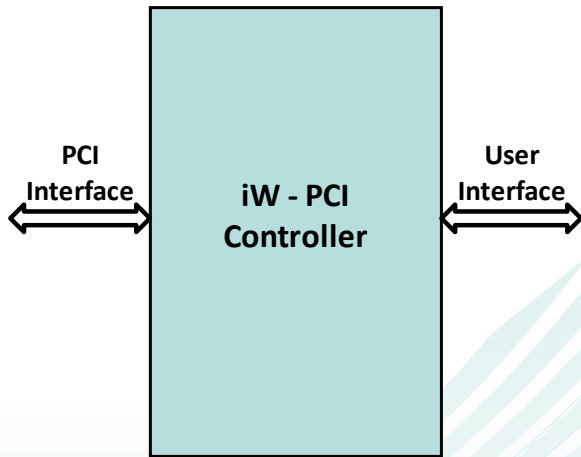 PCI
Interface
iW - PCI
Controller
User
Interface